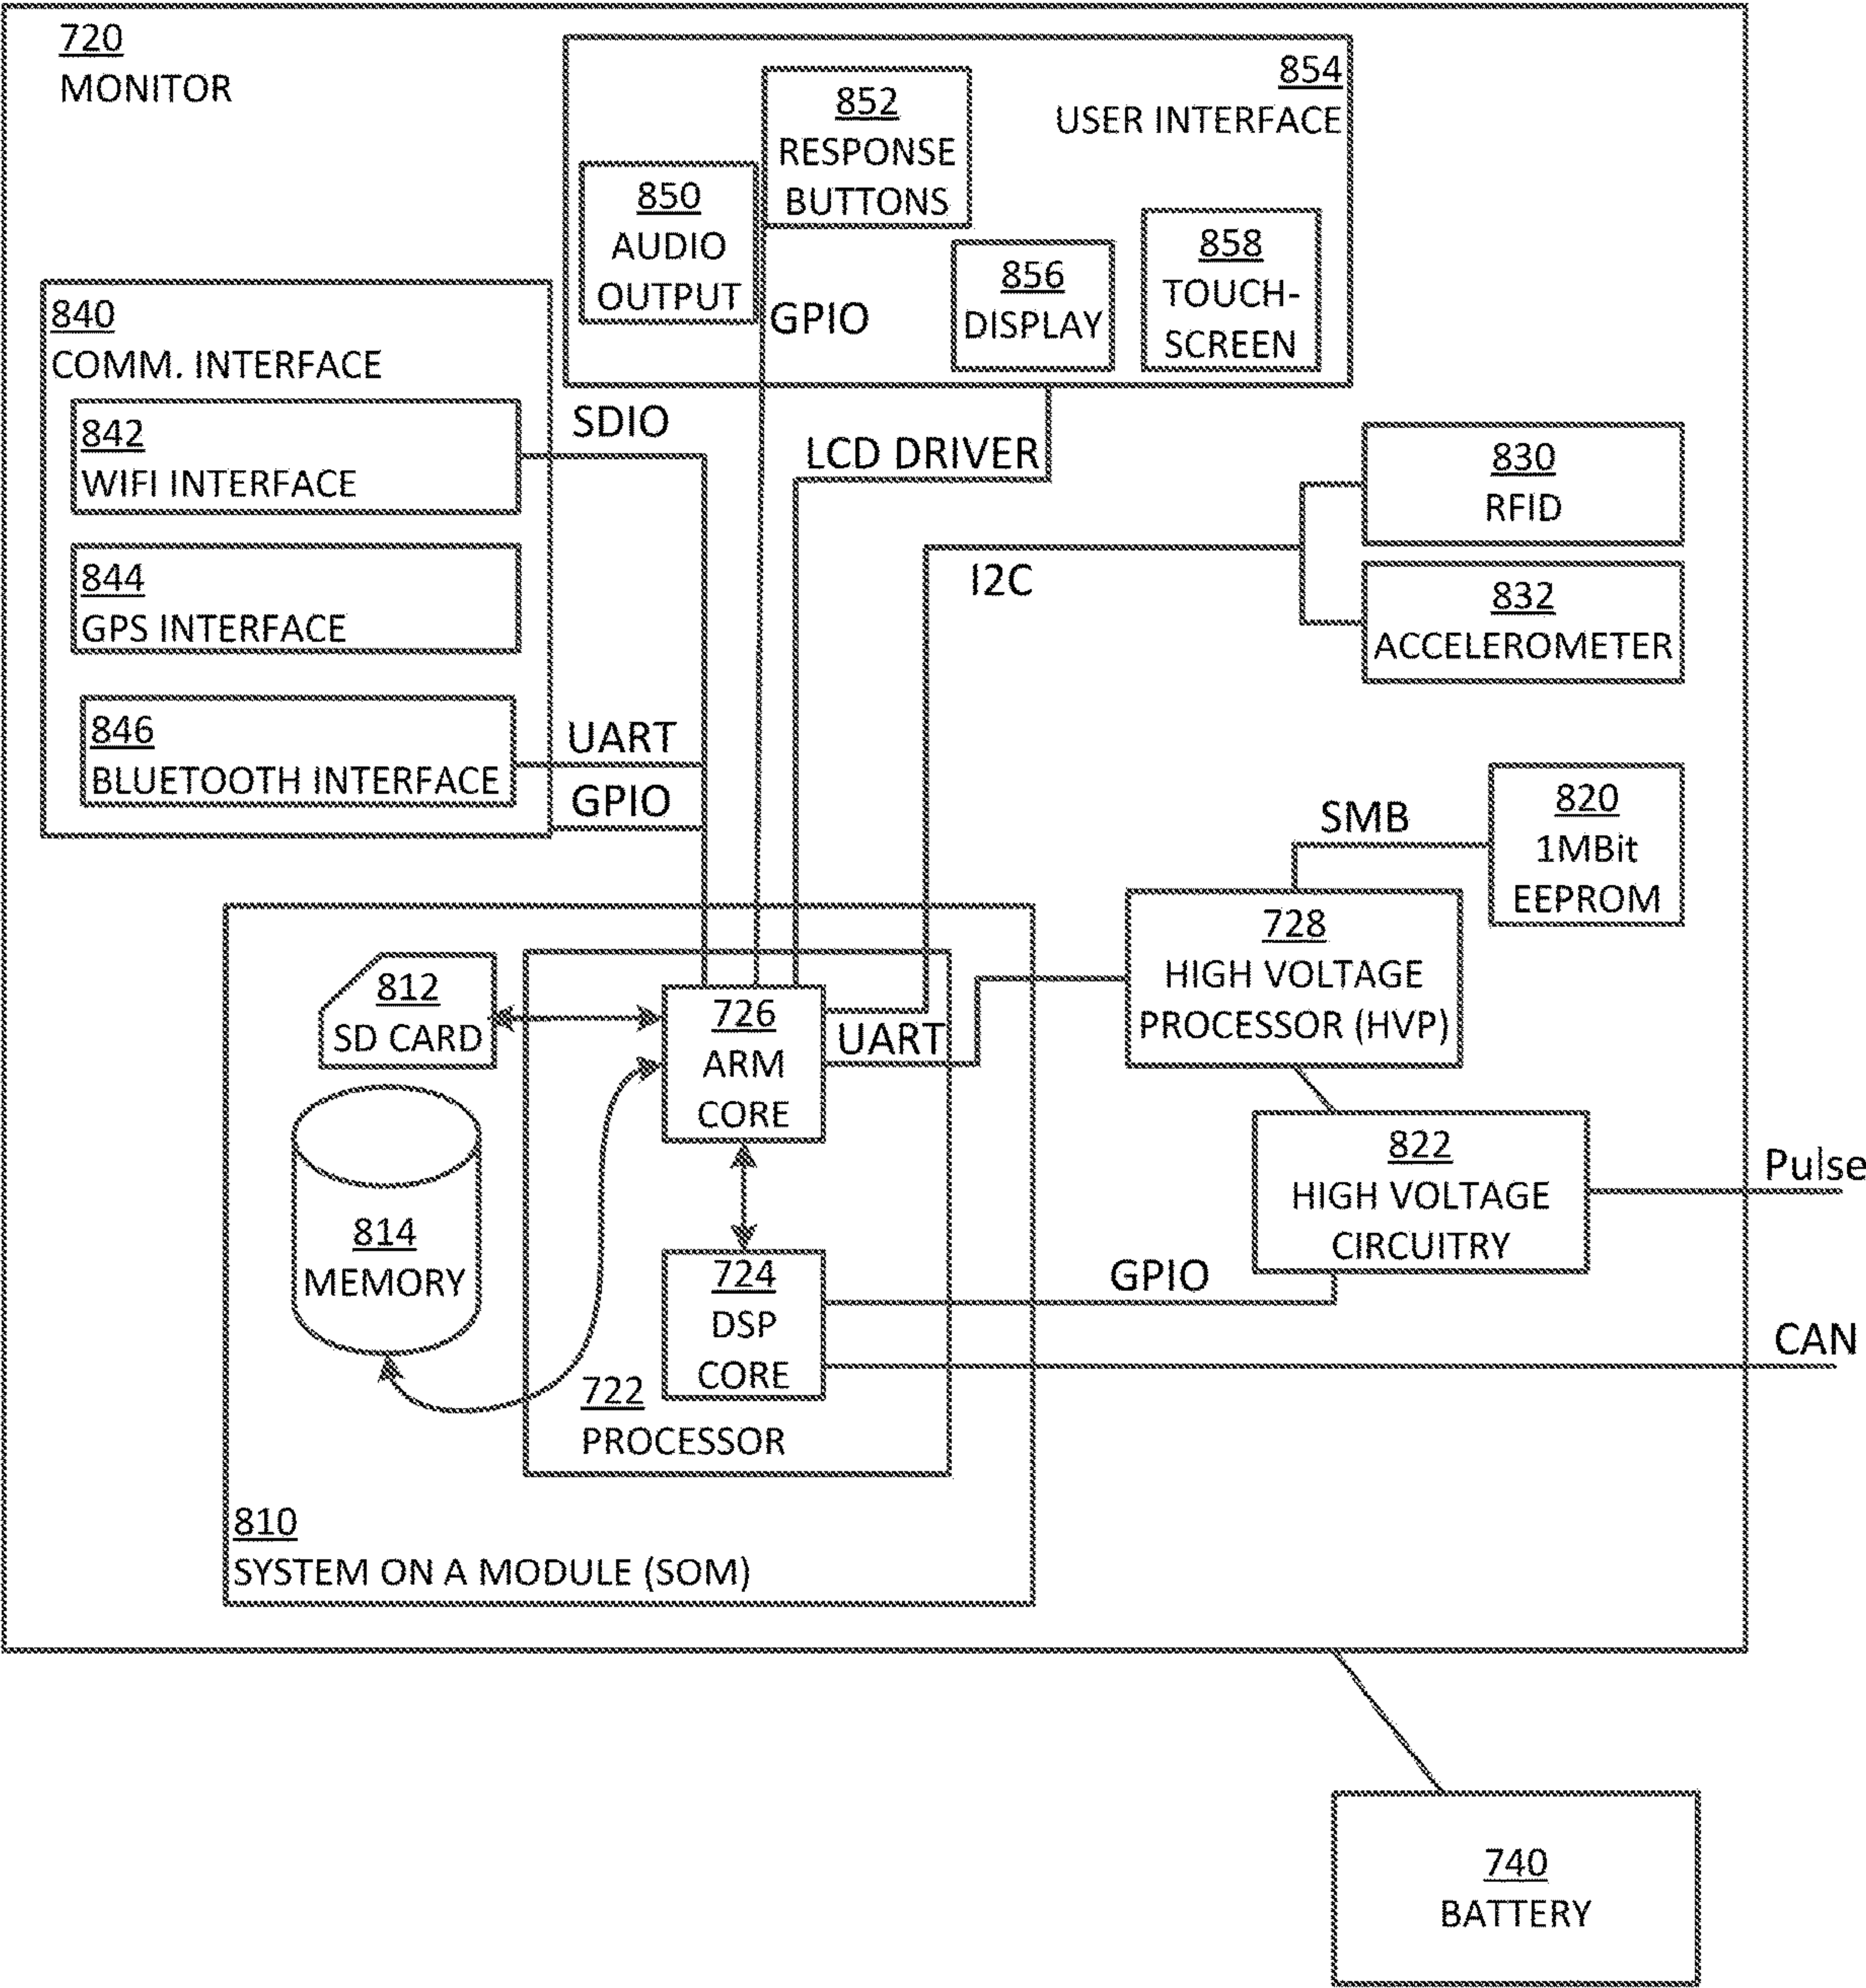 720
MONITOR
854
USER INTERFACE
852
RESPONSE
BUTTONS
850
AUDIO
OUTPUT
GPIO
856
DISPLAY
858
TOUCH-
SCREEN
840
COMM. INTERFACE
842
WIFI INTERFACE
844
GPS INTERFACE
846
BLUETOOTH INTERFACE
SDIO
UART
GPIO
LCD DRIVER
I2C
830
RFID
832
ACCELEROMETER
SMB
820
1MBit
EEPROM
728
HIGH VOLTAGE
PROCESSOR (HVP)
812
SD CARD
726
ARM
CORE
UART
814
MEMORY
822
HIGH VOLTAGE
CIRCUITRY
Pulse
724
DSP
CORE
GPIO
CAN
722
PROCESSOR
810
SYSTEM ON A MODULE (SOM)
740
BATTERY